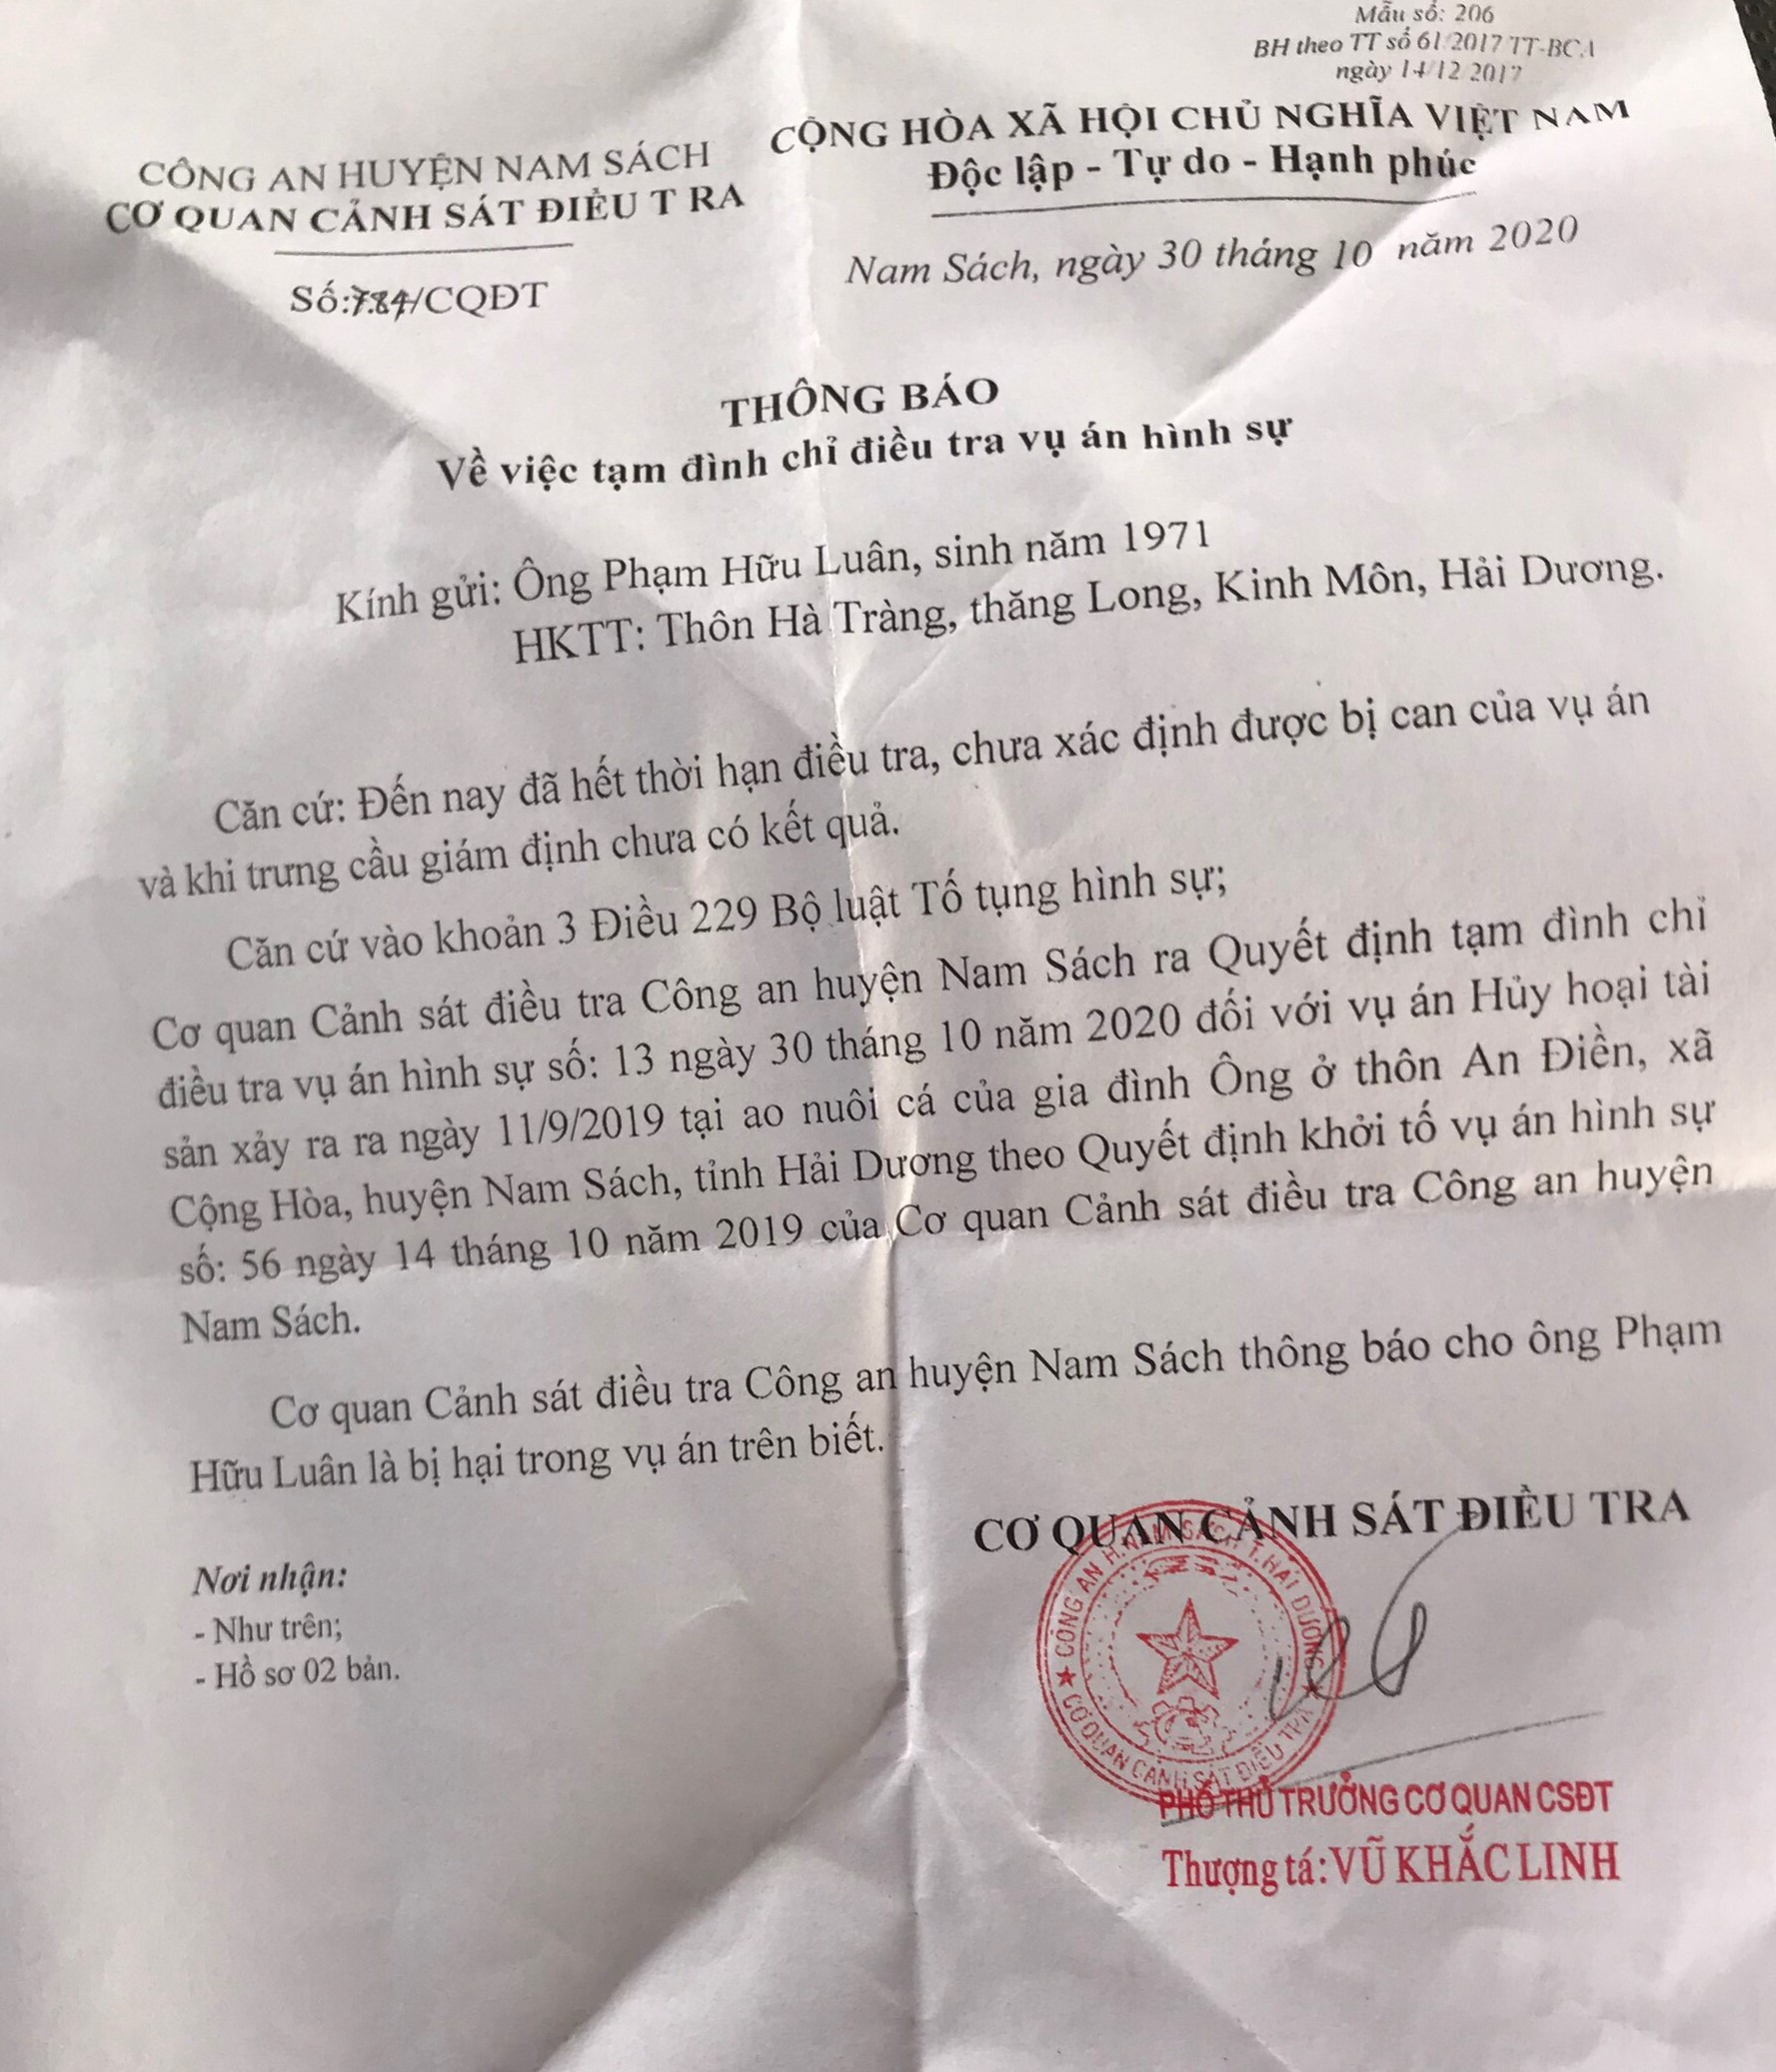 Mẫu số: 206
BH theo TT số 61/2017/TT-BCA
ngày 14/12/2017
CÔNG AN HUYỆN NAM SÁCH
CƠ QUAN CẢNH SÁT ĐIỀU T RA
Số:784/CQĐT
CỘNG HÒA XÃ HỘI CHỦ NGHĨA VIỆT NAM
Độc lập - Tự do - Hạnh phúc
Nam Sách, ngày 30 tháng 10 năm 2020
THÔNG BÁO
Về việc tạm đình chỉ điều tra vụ án hình sự
Kính gửi: Ông Phạm Hữu Luân, sinh năm 1971
HKTT: Thôn Hà Tràng, thăng Long, Kinh Môn, Hải Dương.
Căn cứ: Đến nay đã hết thời hạn điều tra, chưa xác định được bị can của vụ án
và khi trưng cầu giám định chưa có kết quả.
Căn cứ vào khoản 3 Điều 229 Bộ luật Tố tụng hình sự;
Cơ quan Cảnh sát điều tra Công an huyện Nam Sách ra Quyết định tạm đình chỉ
điều tra vụ án hình sự số: 13 ngày 30 tháng 10 năm 2020 đối với vụ án Hủy hoại tài
sản xảy ra ra ngày 11/9/2019 tại ao nuôi cá của gia đình Ông ở thôn An Điền, xã
Cộng Hòa, huyện Nam Sách, tỉnh Hải Dương theo Quyết định khởi tố vụ án hình sự
số: 56 ngày 14 tháng 10 năm 2019 của Cơ quan Cảnh sát điều tra Công an huyện
Nam Sách.
Cơ quan Cảnh sát điều tra Công an huyện Nam Sách thông báo cho ông Phạm
Hữu Luân là bị hại trong vụ án trên biết.
Nơi nhận:
- Như trên;
- Hồ sơ 02 bản.
CƠ QUAN CẢNH SÁT ĐIỀU TRA
CÔNG AN H.NAM SÁCH T.HẢI DƯƠNG
CƠ QUAN CẢNH SÁT ĐIỀU TRA
PHÓ THỦ TRƯỞNG CƠ QUAN CSĐT
Thượng tá: VŨ KHẮC LINH